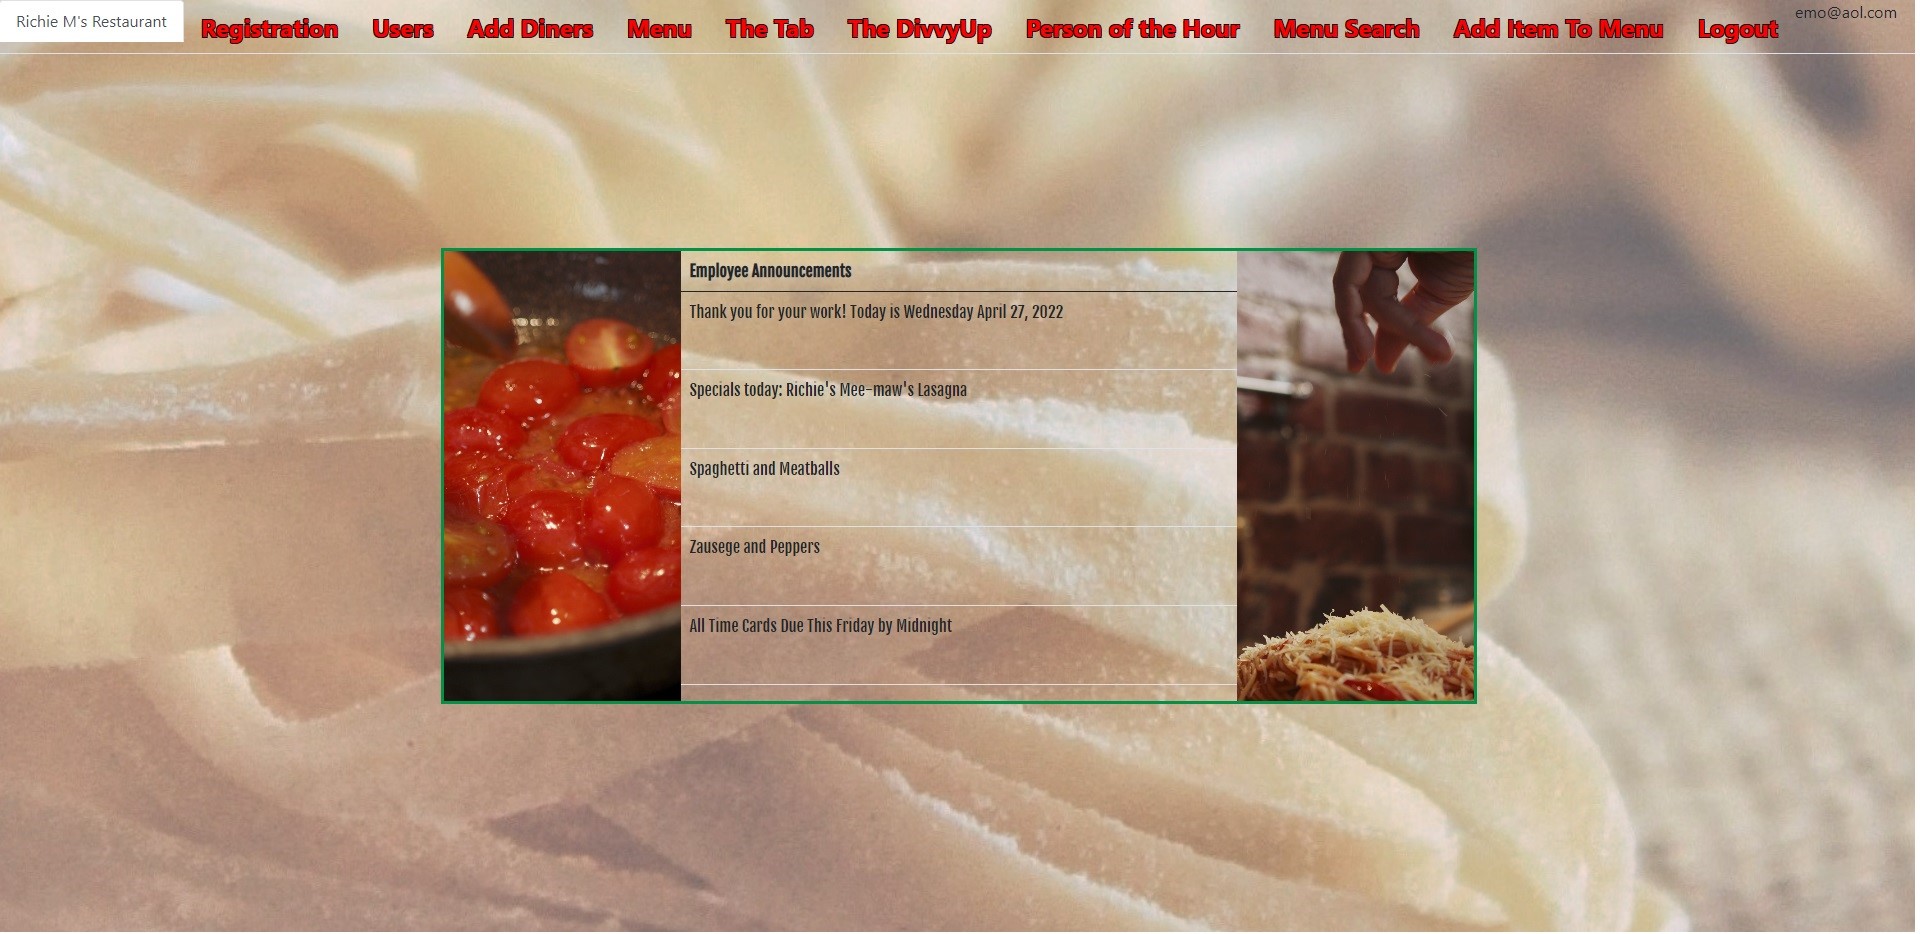 Richie M's Restaurant
Registration Users Add Diners Menu The Tab The DivvyUp Person of the Hour Menu Search Add Item To Menu Logout emo@aol.com
Employee Announcements
Thank you for your work! Today is Wednesday April 27, 2022
Specials today: Richie's Mee-maw's Lasagna
Spaghetti and Meatballs
Zausege and Peppers
All Time Cards Due This Friday by Midnight